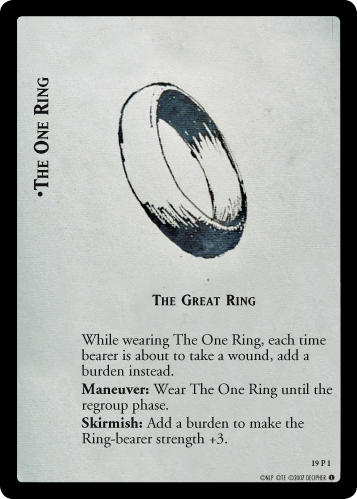 •The One Ring
The Great Ring
While wearing The One Ring, each time
bearer is about to take a wound, add a
burden instead.
Maneuver: Wear The One Ring until the
regroup phase.
Skirmish: Add a burden to make the
Ring-bearer strength +3.
19 P 1
©NLP ©TE ©2007 DECIPHER